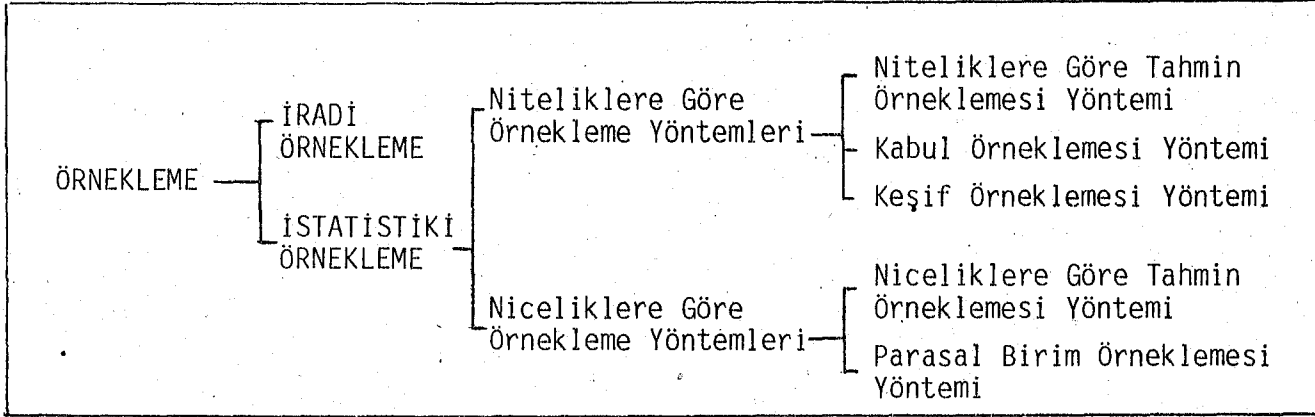 ÖRNEKLEME
İRADİ
ÖRNEKLEME
İSTATİSTİKİ
ÖRNEKLEME
Niteliklere Göre
Örnekleme Yöntemleri
Niteliklere Göre Tahmin
Örneklemesi Yöntemi
Kabul Örneklemesi Yöntemi
Keşif Örneklemesi Yöntemi
Niceliklere Göre
Örnekleme Yöntemleri
Niceliklere Göre Tahmin
Örneklemesi Yöntemi
Parasal Birim Örneklemesi
Yöntemi